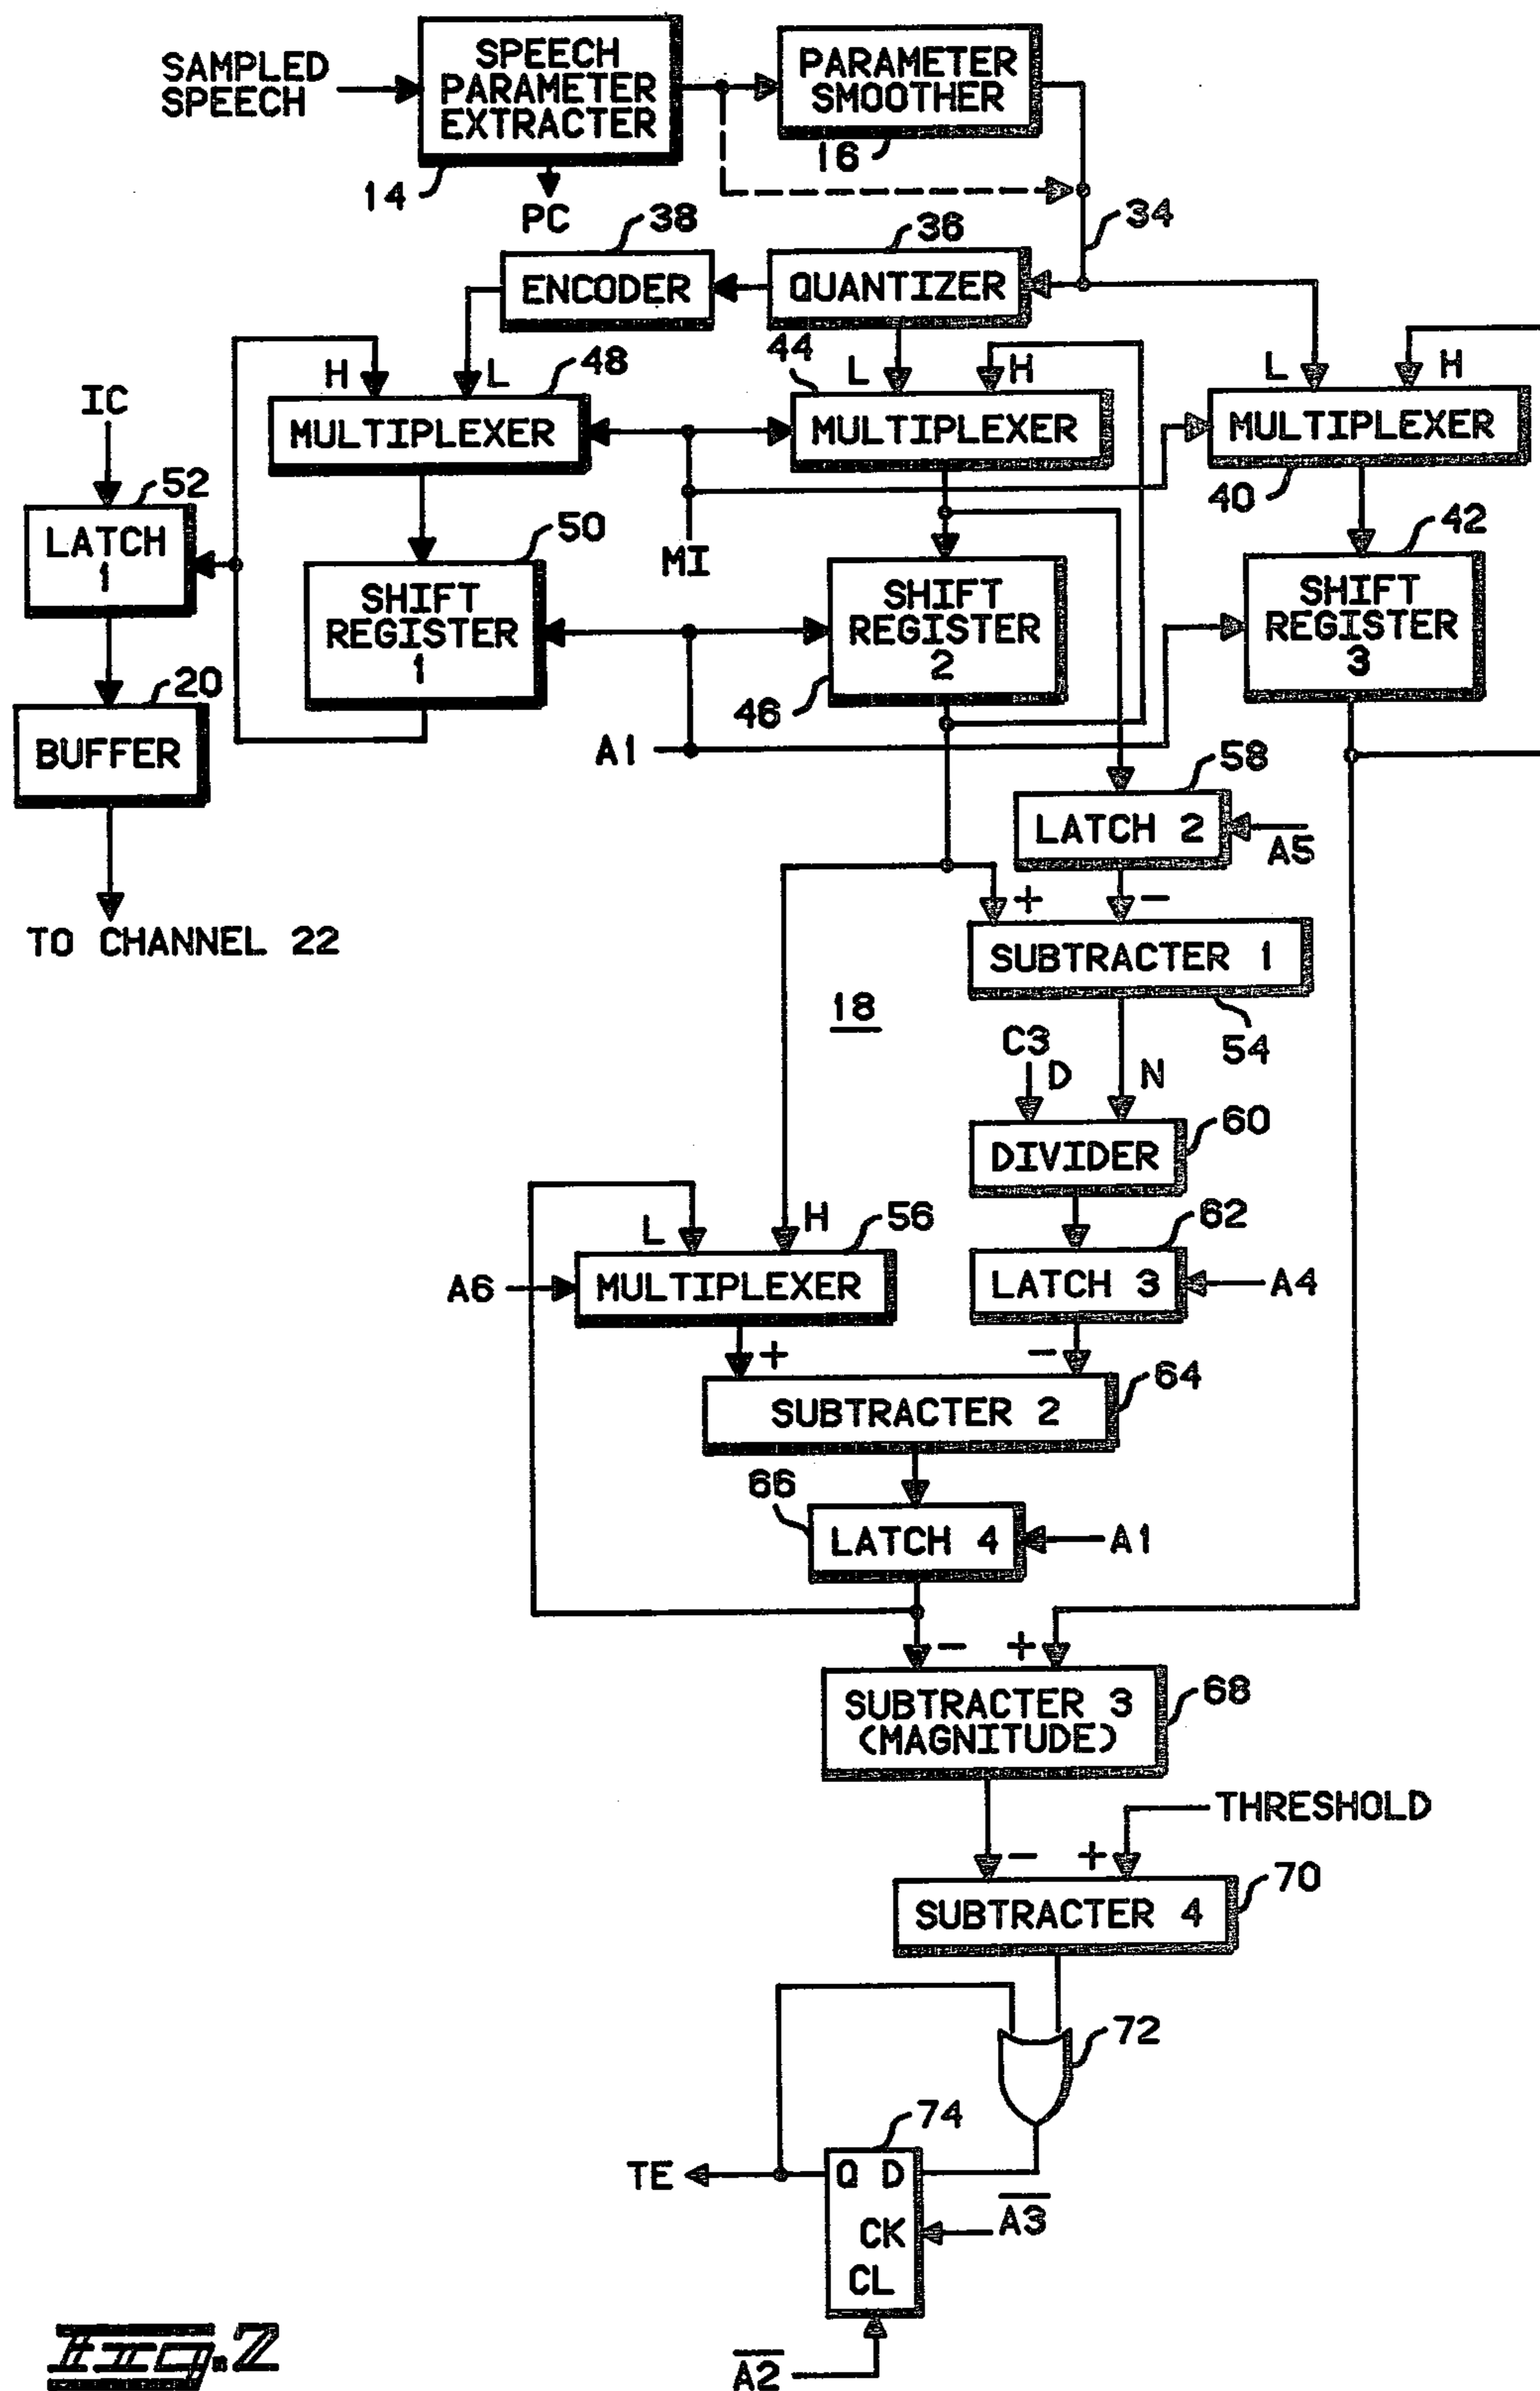 SAMPLED
SPEECH
SPEECH
PARAMETER
EXTRACTER
14
PC
PARAMETER
SMOOTHER
16
34
38
ENCODER
36
QUANTIZER
H
L
48
MULTIPLEXER
44
L
H
MULTIPLEXER
L
H
MULTIPLEXER
40
IC
52
LATCH
1
50
SHIFT
REGISTER
1
MI
SHIFT
REGISTER
2
46
42
SHIFT
REGISTER
3
20
BUFFER
A1
TO CHANNEL 22
58
LATCH 2
A5
+
-
SUBTRACTER 1
54
18
C3
D
N
60
DIVIDER
L
H
56
A6
MULTIPLEXER
62
LATCH 3
A4
+
-
64
SUBTRACTER 2
66
LATCH 4
A1
-
+
SUBTRACTER 3
(MAGNITUDE)
68
THRESHOLD
-
+
70
SUBTRACTER 4
72
74
TE
Q D
CK
A3
CL
A2
Fig. 2